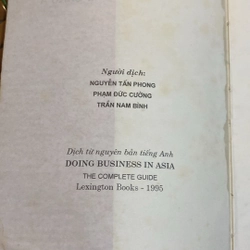 Người dịch:
NGUYỄN TẤN PHONG
PHẠM ĐỨC CƯỜNG
TRẦN NAM BÌNH
Dịch từ nguyên bản tiếng Anh
DOING BUSINESS IN ASIA
THE COMPLETE GUIDE
Lexington Books - 1995